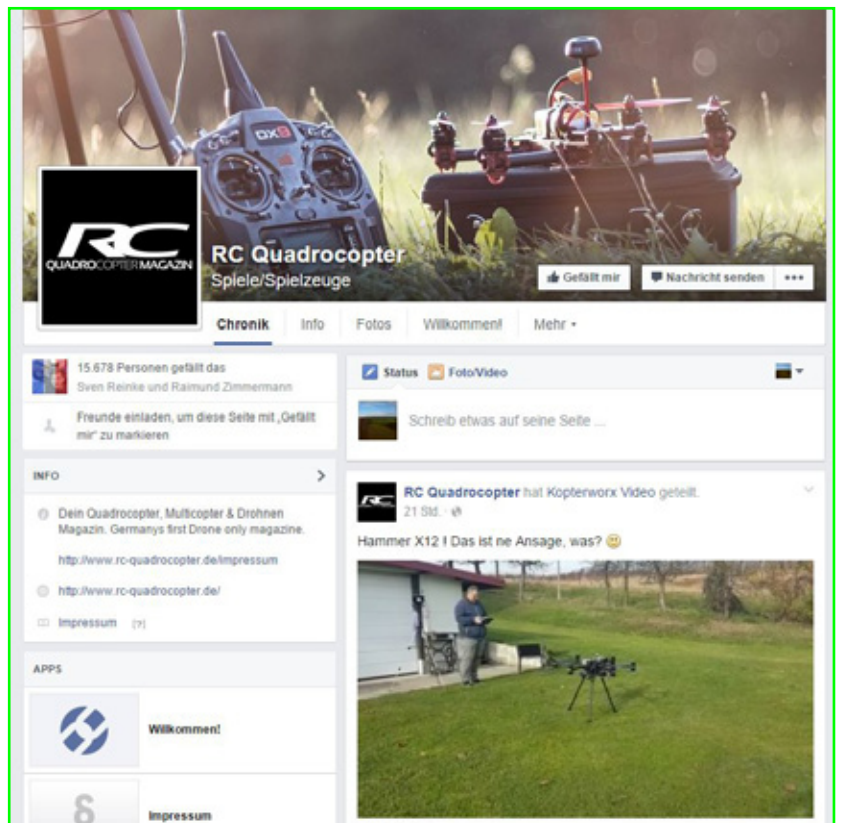 DX9
RC
QUADROCOPTER MAGAZIN
RC Quadrocopter
Spiele/Spielzeuge
Gefällt mir
Nachricht senden
Chronik
Info
Fotos
Willkommen!
Mehr
15.678 Personen gefällt das
Sven Reinke und Raimund Zimmermann
Freunde einladen, um diese Seite mit „Gefällt
mir" zu markieren
INFO
Dein Quadrocopter, Multicopter & Drohnen
Magazin. Germanys first Drone only magazine.
http://www.rc-quadrocopter.de/impressum
http://www.rc-quadrocopter.de/
Impressum [?]
APPS
Willkommen!
Impressum
Status
Foto/Video
Schreib etwas auf seine Seite ...
RC
RC Quadrocopter hat Kopterworx Video geteilt.
21 Std. ·
Hammer X12 ! Das ist ne Ansage, was?